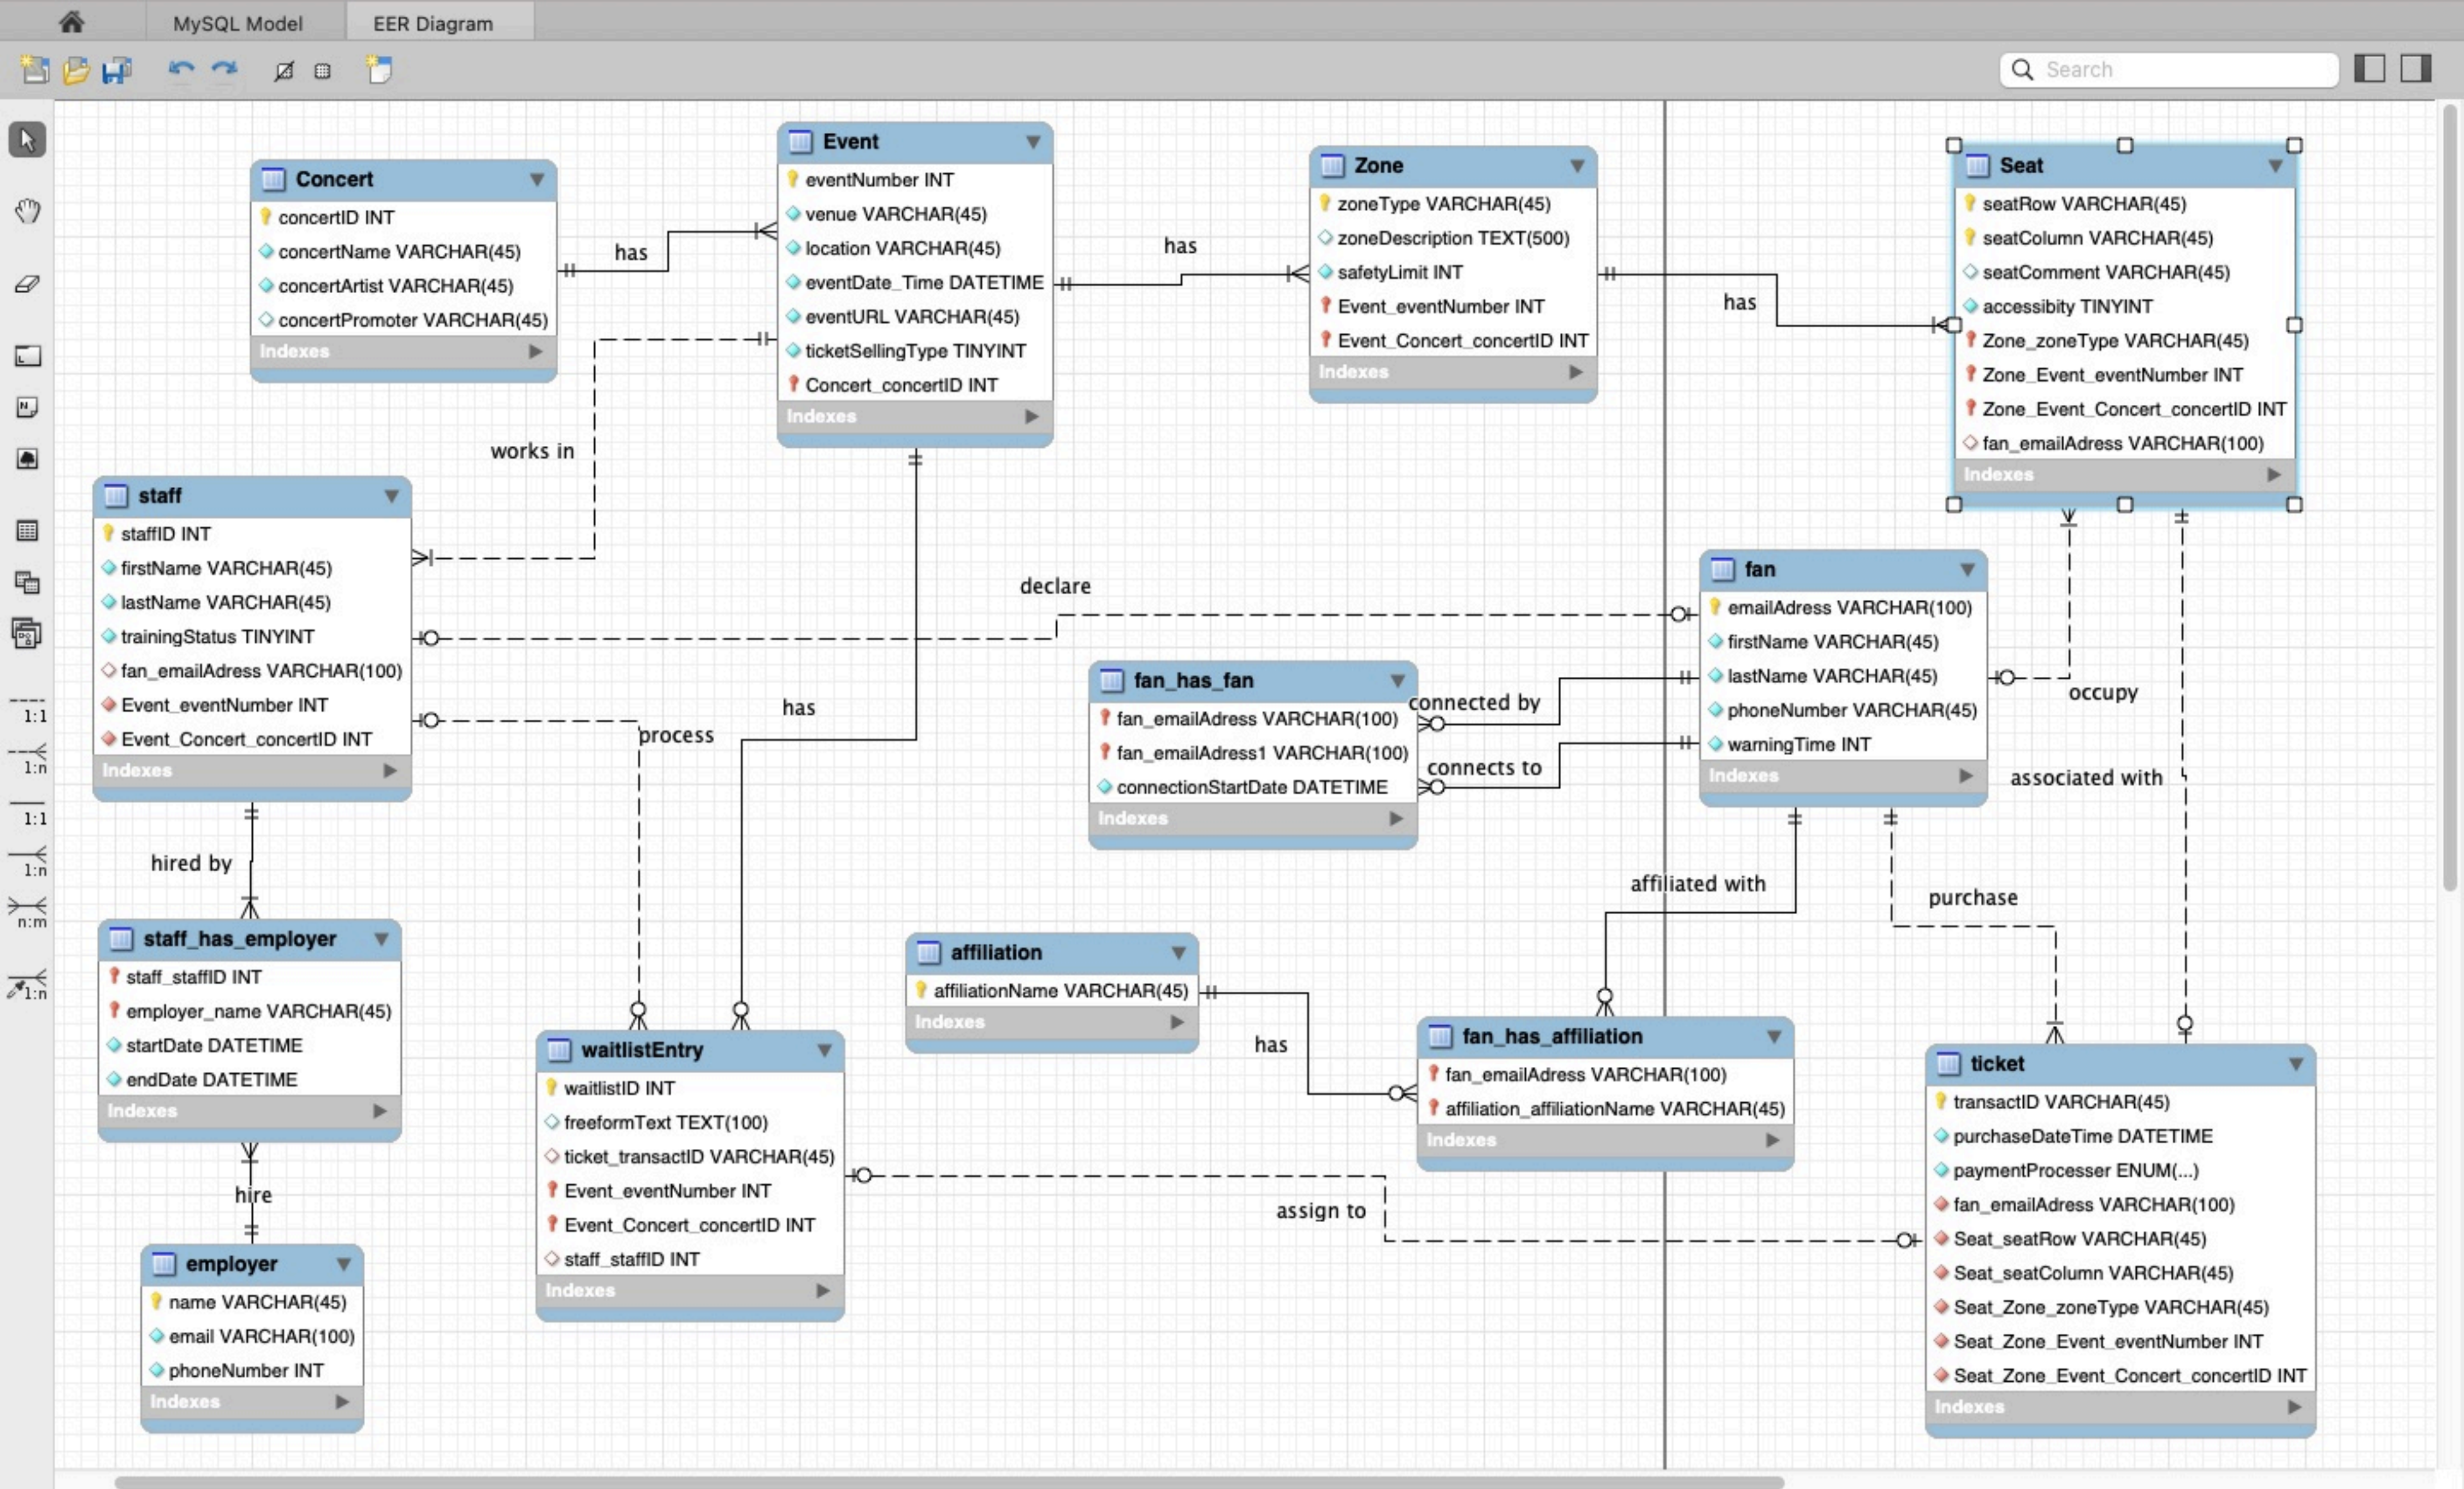 MySQL Model
EER Diagram
Search
1:1
1:n
1:1
1:n
n:m
1:n
Concert
concertID INT
concertName VARCHAR(45)
concertArtist VARCHAR(45)
concertPromoter VARCHAR(45)
Indexes
has
Event
eventNumber INT
venue VARCHAR(45)
location VARCHAR(45)
eventDate_Time DATETIME
eventURL VARCHAR(45)
ticketSellingType TINYINT
Concert_concertID INT
Indexes
has
Zone
zoneType VARCHAR(45)
zoneDescription TEXT(500)
safetyLimit INT
Event_eventNumber INT
Event_Concert_concertID INT
Indexes
has
Seat
seatRow VARCHAR(45)
seatColumn VARCHAR(45)
seatComment VARCHAR(45)
accessibity TINYINT
Zone_zoneType VARCHAR(45)
Zone_Event_eventNumber INT
Zone_Event_Concert_concertID INT
fan_emailAdress VARCHAR(100)
Indexes
works in
staff
staffID INT
firstName VARCHAR(45)
lastName VARCHAR(45)
trainingStatus TINYINT
fan_emailAdress VARCHAR(100)
Event_eventNumber INT
Event_Concert_concertID INT
Indexes
declare
process
has
fan_has_fan
fan_emailAdress VARCHAR(100)
fan_emailAdress1 VARCHAR(100)
connectionStartDate DATETIME
Indexes
connected by
connects to
fan
emailAdress VARCHAR(100)
firstName VARCHAR(45)
lastName VARCHAR(45)
phoneNumber VARCHAR(45)
warningTime INT
Indexes
occupy
associated with
hired by
affiliated with
purchase
staff_has_employer
staff_staffID INT
employer_name VARCHAR(45)
startDate DATETIME
endDate DATETIME
Indexes
hire
employer
name VARCHAR(45)
email VARCHAR(100)
phoneNumber INT
Indexes
waitlistEntry
waitlistID INT
freeformText TEXT(100)
ticket_transactID VARCHAR(45)
Event_eventNumber INT
Event_Concert_concertID INT
staff_staffID INT
Indexes
affiliation
affiliationName VARCHAR(45)
Indexes
has
fan_has_affiliation
fan_emailAdress VARCHAR(100)
affiliation_affiliationName VARCHAR(45)
Indexes
assign to
ticket
transactID VARCHAR(45)
purchaseDateTime DATETIME
paymentProcesser ENUM(...)
fan_emailAdress VARCHAR(100)
Seat_seatRow VARCHAR(45)
Seat_seatColumn VARCHAR(45)
Seat_Zone_zoneType VARCHAR(45)
Seat_Zone_Event_eventNumber INT
Seat_Zone_Event_Concert_concertID INT
Indexes